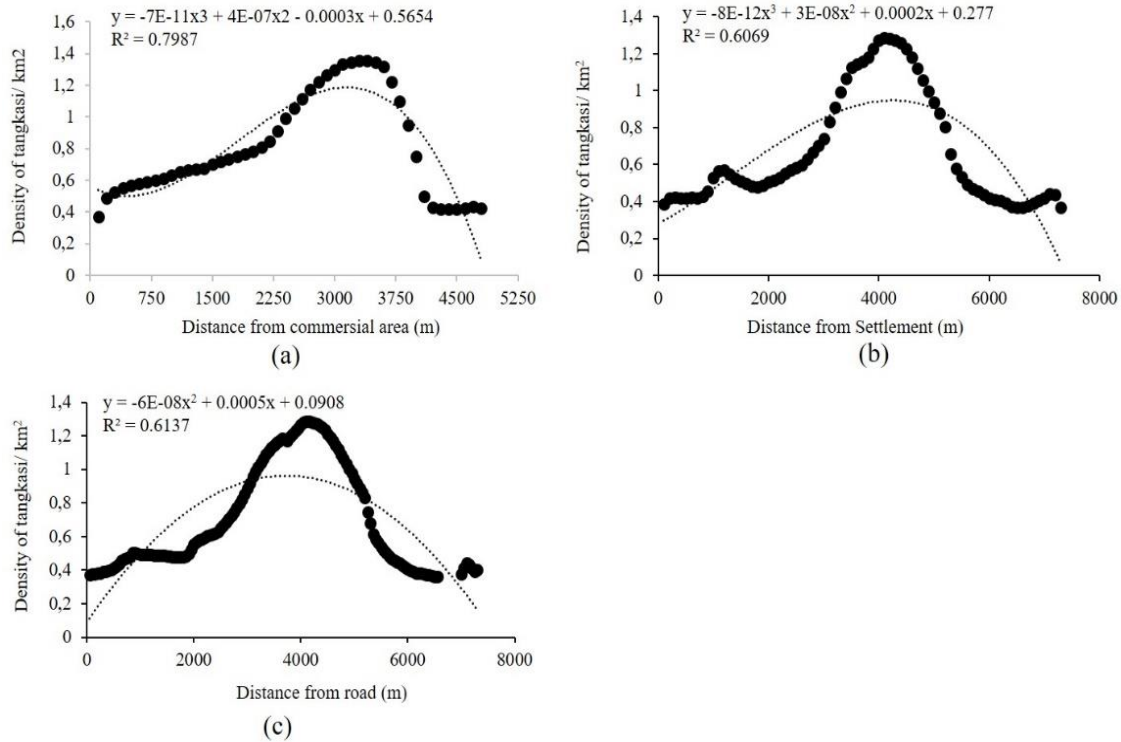 y = -7E-11x3 + 4E-07x2 - 0.0003x + 0.5654
R² = 0.7987
Density of tangkasi/ km2
1,6
1,4
1,2
1
0,8
0,6
0,4
0,2
0
0 750 1500 2250 3000 3750 4500 5250
Distance from commersial area (m)
(a)
y = -8E-12x³ + 3E-08x² + 0.0002x + 0.277
R² = 0.6069
Density of tangkasi/ km²
1,4
1,2
1
0,8
0,6
0,4
0,2
0
0 2000 4000 6000 8000
Distance from Settlement (m)
(b)
y = -6E-08x² + 0.0005x + 0.0908
R² = 0.6137
Density of tangkasi/ km²
1,4
1,2
1
0,8
0,6
0,4
0,2
0
0 2000 4000 6000 8000
Distance from road (m)
(c)